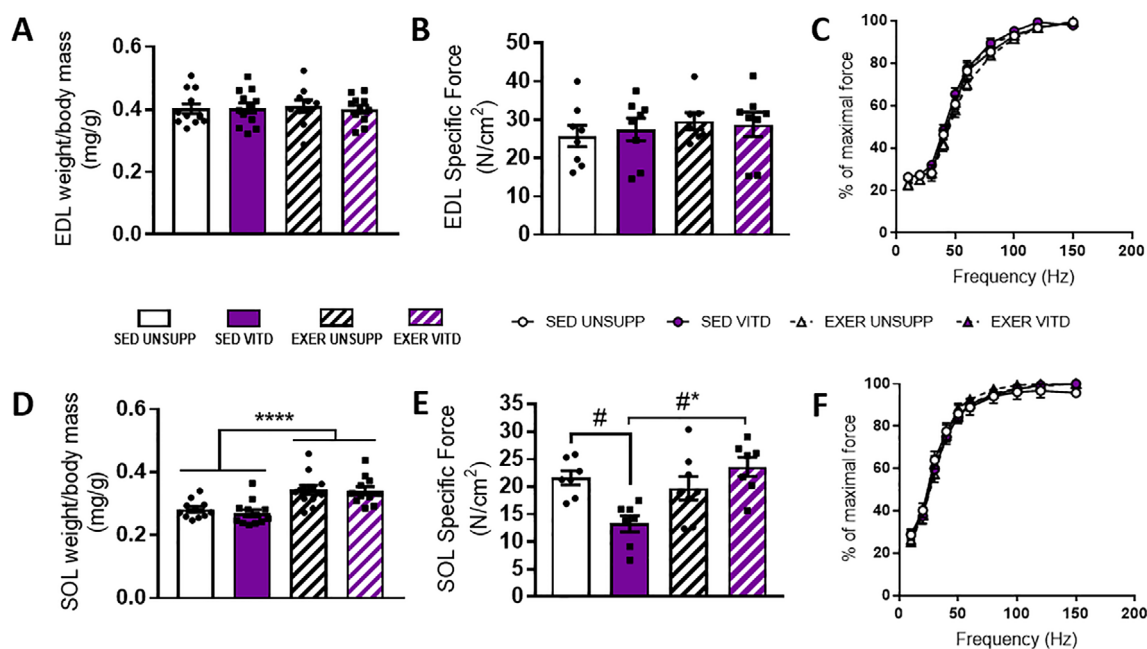 A
EDL weight/body mass
(mg/g)
0.6
0.4
0.2
0.0
B
EDL Specific Force
(N/cm2)
50
40
30
20
10
0
C
% of maximal force
100
80
60
40
20
0
0 50 100 150 200
Frequency (Hz)
SED UNSUPP SED VITD EXER UNSUPP EXER VITD
SED UNSUPP SED VITD EXER UNSUPP EXER VITD
D
SOL weight/body mass
(mg/g)
0.6
0.4
0.2
0.0
****
E
SOL Specific Force
(N/cm2)
35
30
25
20
15
10
5
0
#
#*
F
% of maximal force
100
80
60
40
20
0
0 50 100 150 200
Frequency (Hz)